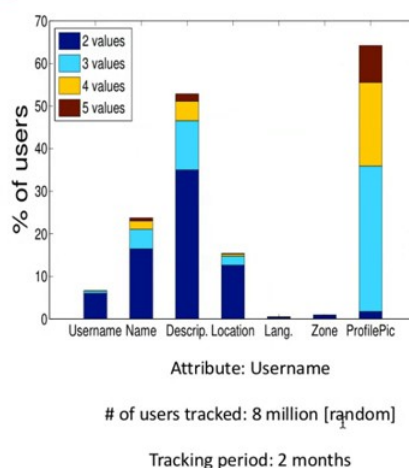 70
60
50
40
30
20
10
0
% of users
2 values
3 values
4 values
5 values
Username Name Descrip. Location Lang. Zone ProfilePic
Attribute: Username
# of users tracked: 8 million [random]
Tracking period: 2 months